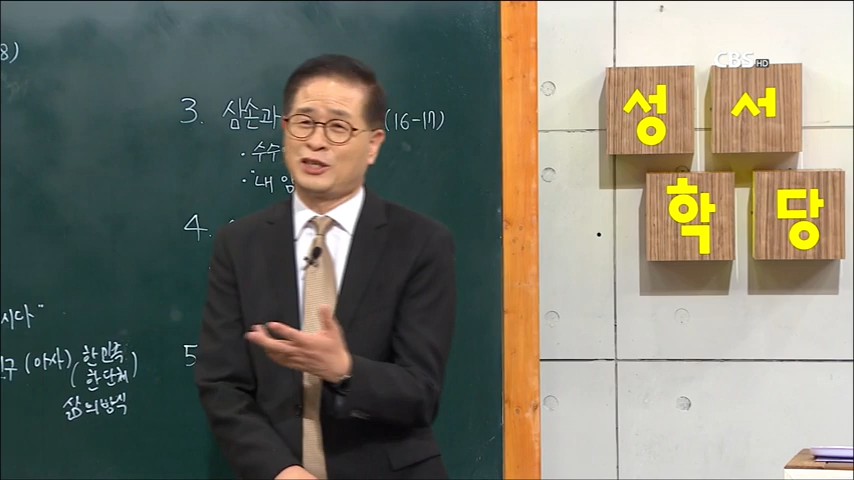 8)
3. 삼손과
(16-17)
·수수
·"내 임
4.
5
시다"
구 (아사) (한민족
한단체)
삶의방식
CBS HD
성서
학당